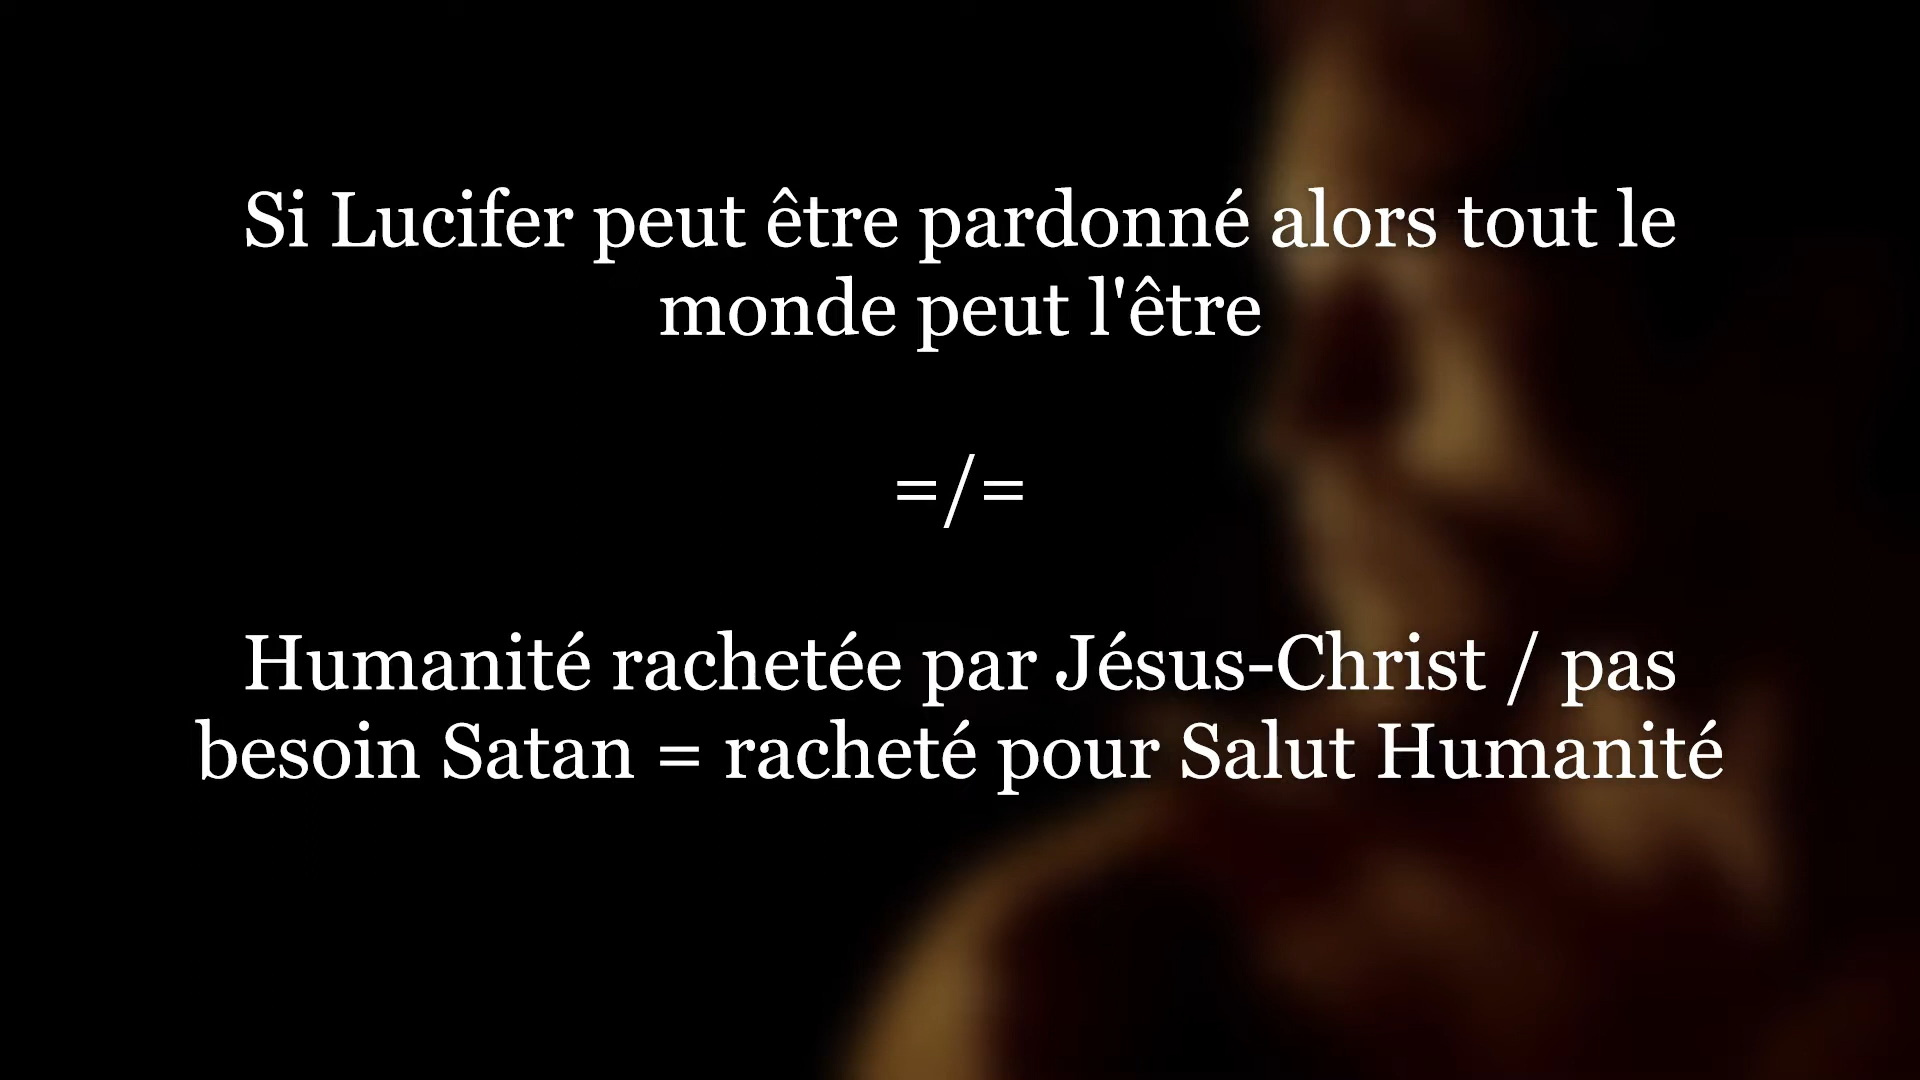 Si Lucifer peut être pardonné alors tout le
monde peut l'être
=/=
Humanité rachetée par Jésus-Christ / pas
besoin Satan = racheté pour Salut Humanité